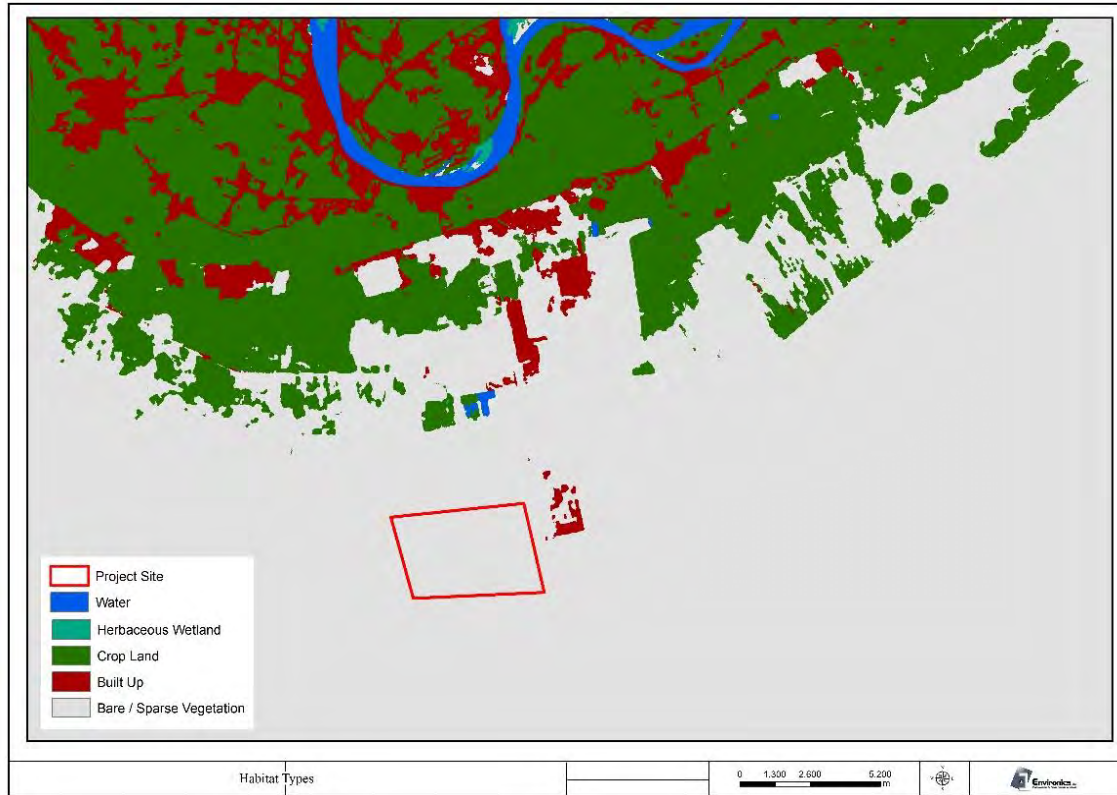 Project Site
Water
Herbaceous Wetland
Crop Land
Built Up
Bare / Sparse Vegetation
Habitat Types
0 1.300 2.600 5.200
m
Environics